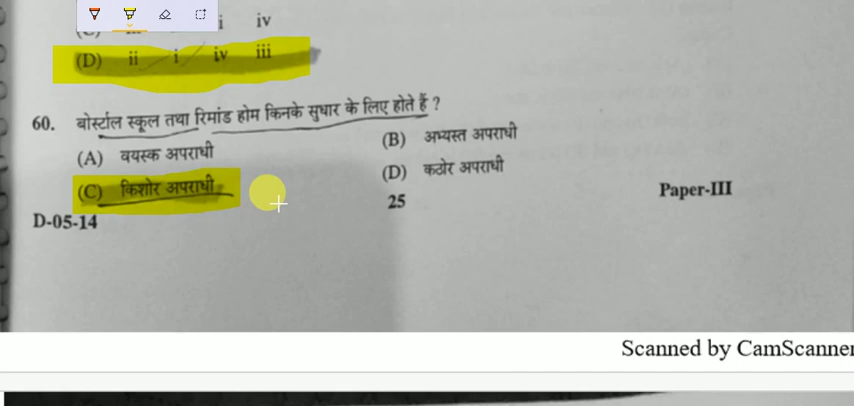 i iv
(D) ii i iv iii
60. बोर्स्टाल स्कूल तथा रिमांड होम किनके सुधार के लिए होते हैं ?
(A) वयस्क अपराधी (B) अभ्यस्त अपराधी
(C) किशोर अपराधी (D) कठोर अपराधी
D-05-14 25 Paper-III
Scanned by CamScanner